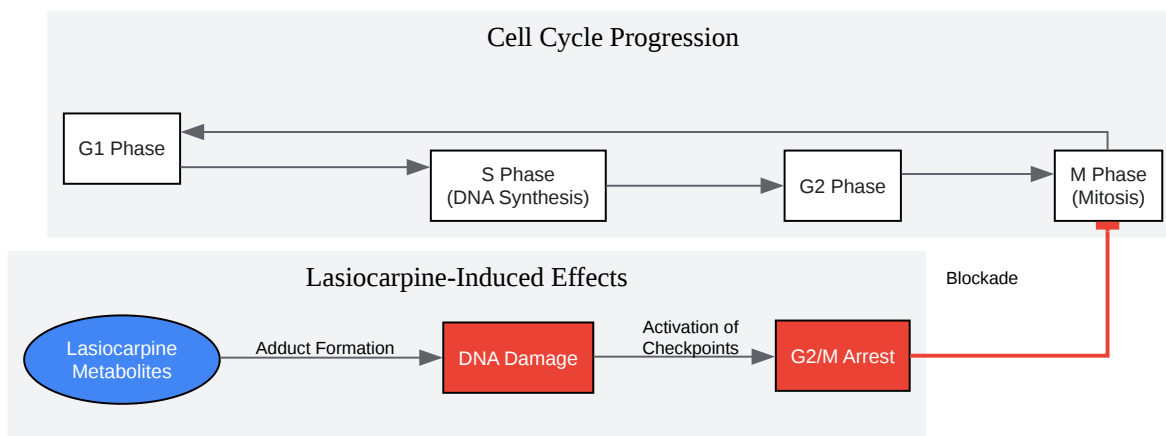 Cell Cycle Progression
G1 Phase
S Phase
(DNA Synthesis)
G2 Phase
M Phase
(Mitosis)
Lasiocarpine-Induced Effects
Blockade
Lasiocarpine
Metabolites
Adduct Formation
DNA Damage
Activation of
Checkpoints
G2/M Arrest